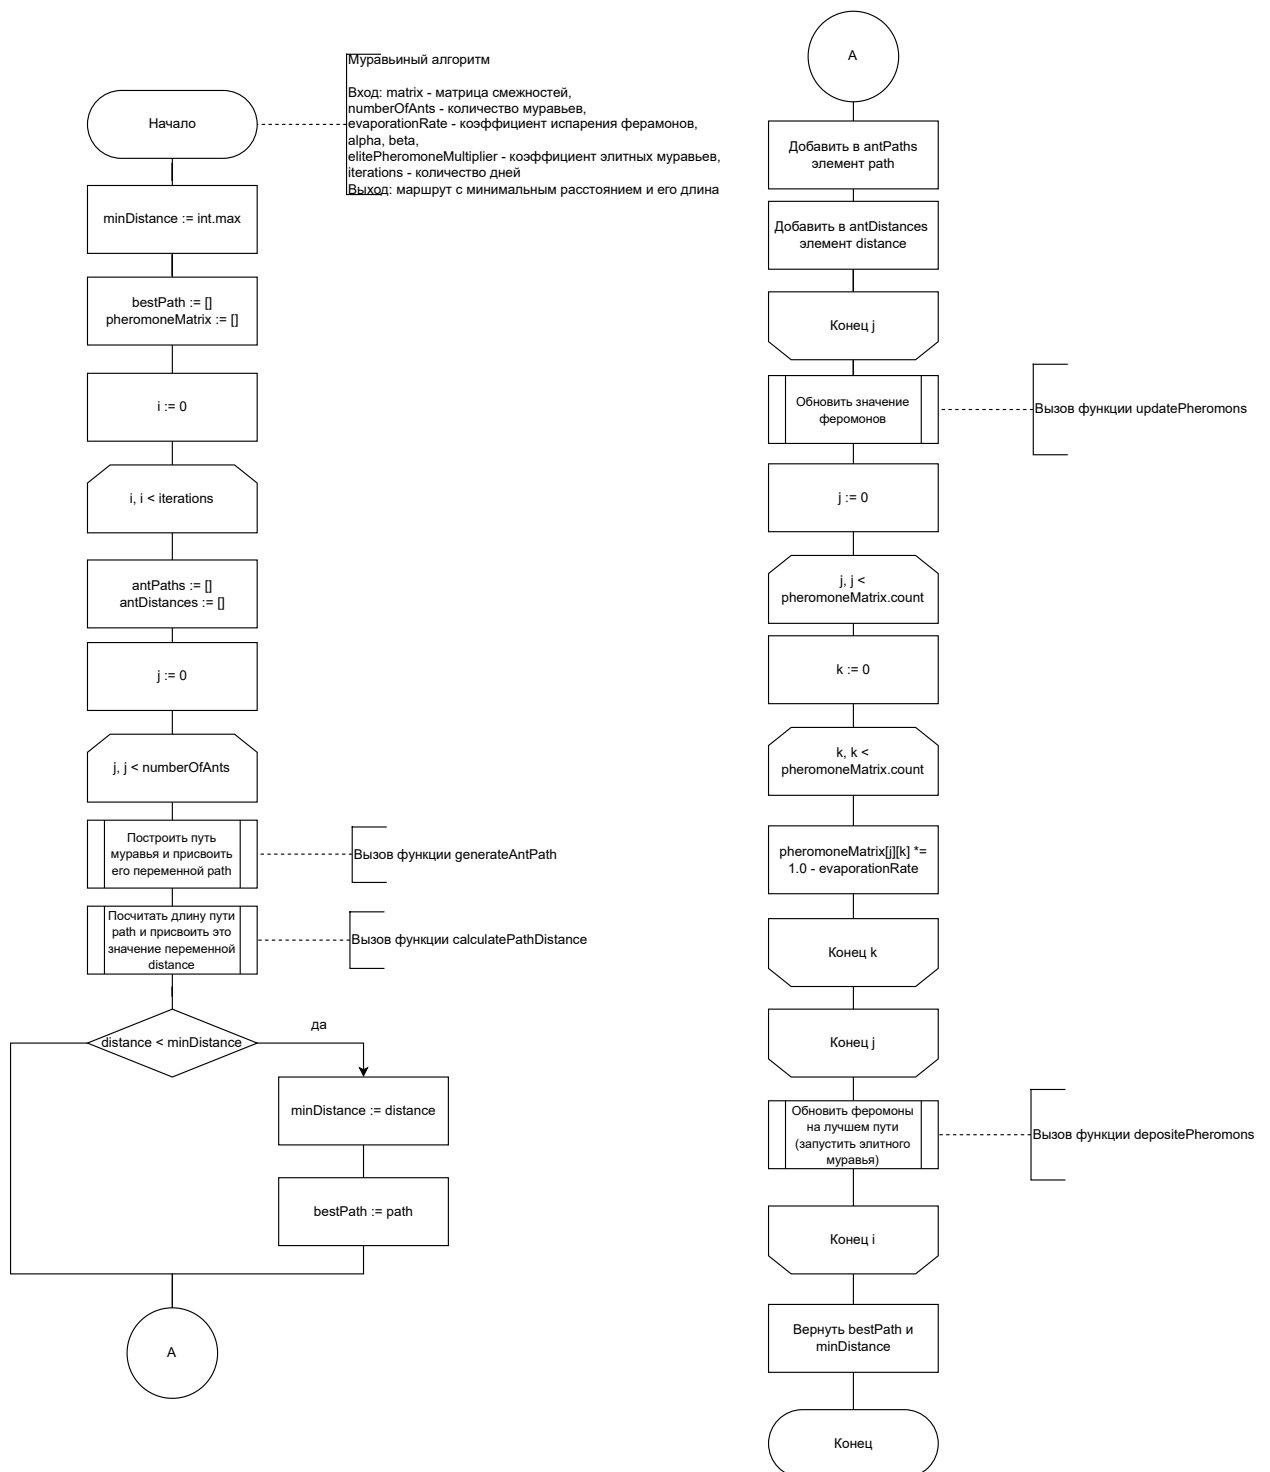 Начало
Муравьиный алгоритм
Вход: matrix - матрица смежностей,
numberOfAnts - количество муравьев,
evaporationRate - коэффициент испарения ферамонов,
alpha, beta,
elitePheromoneMultiplier - коэффициент элитных муравьев,
iterations - количество дней
Выход: маршрут с минимальным расстоянием и его длина
minDistance := int.max
bestPath := []
pheromoneMatrix := []
i := 0
i, i < iterations
antPaths := []
antDistances := []
j := 0
j, j < numberOfAnts
Построить путь
муравья и присвоить
его переменной path
Вызов функции generateAntPath
Посчитать длину пути
path и присвоить это
значение переменной
distance
Вызов функции calculatePathDistance
distance < minDistance
да
minDistance := distance
bestPath := path
A
A
Добавить в antPaths
элемент path
Добавить в antDistances
элемент distance
Конец j
Обновить значение
феромонов
Вызов функции updatePheromons
j := 0
j, j <
pheromoneMatrix.count
k := 0
k, k <
pheromoneMatrix.count
pheromoneMatrix[j][k] *=
1.0 - evaporationRate
Конец k
Конец j
Обновить феромоны
на лучшем пути
(запустить элитного
муравья)
Вызов функции depositePheromons
Конец i
Вернуть bestPath и
minDistance
Конец